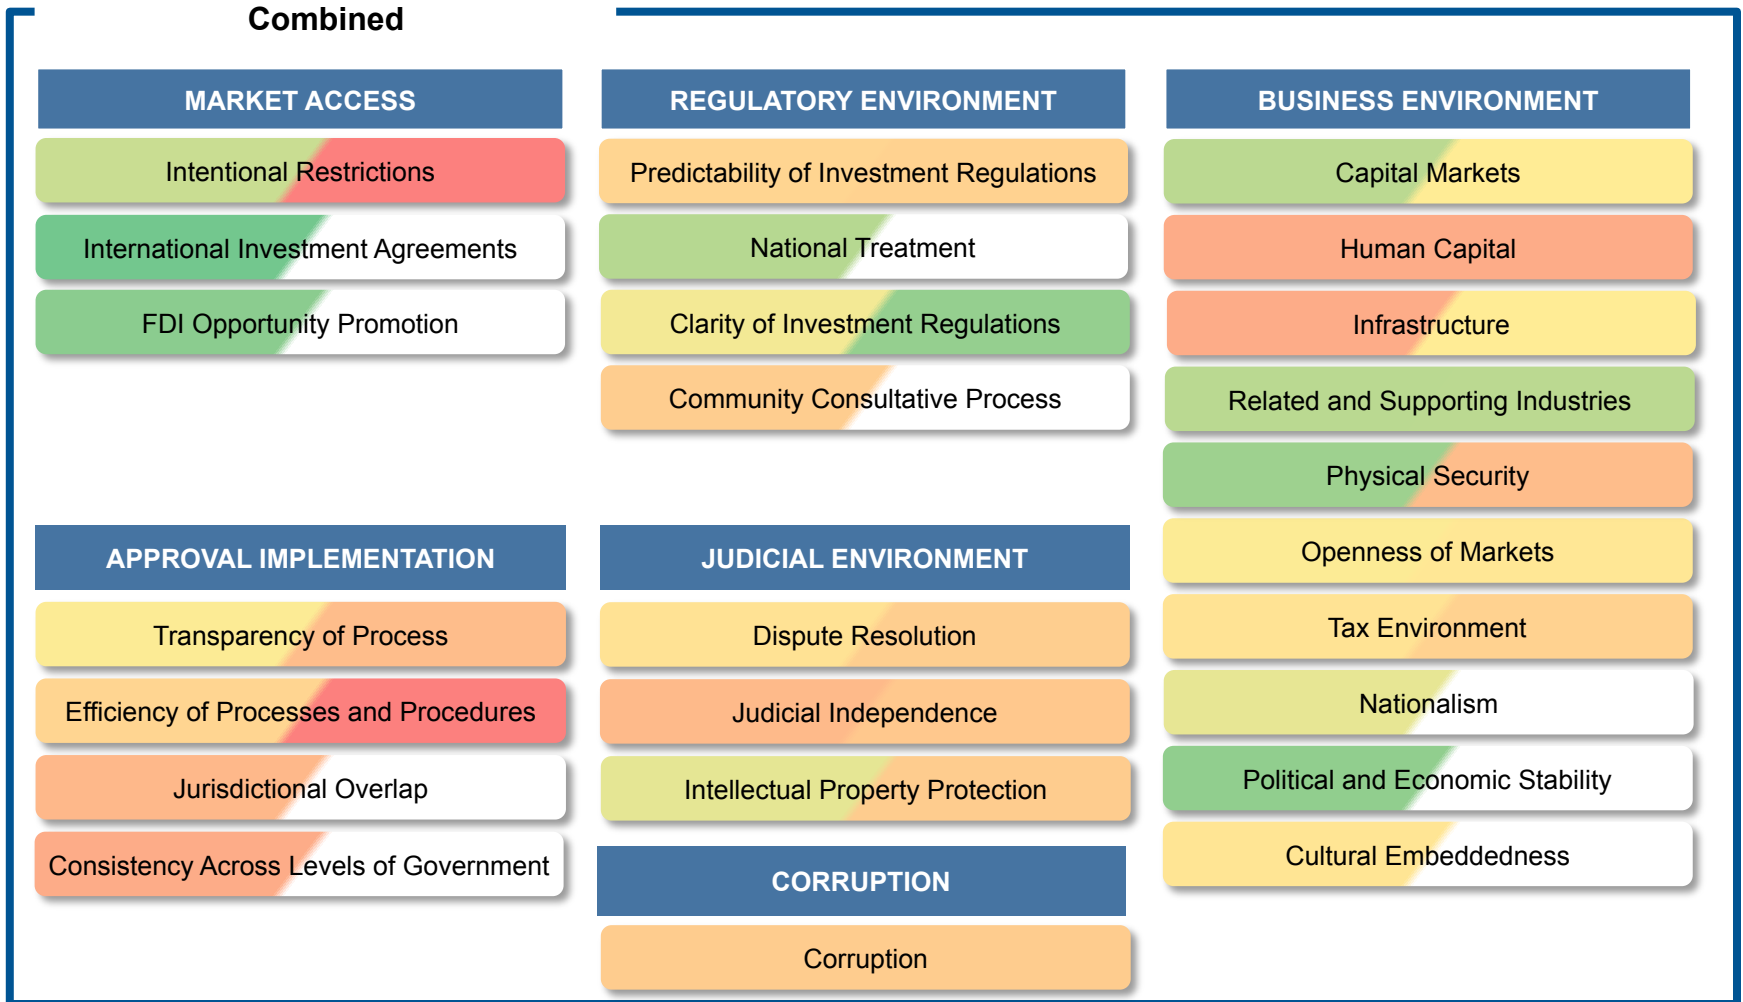 Combined
MARKET ACCESS
Intentional Restrictions
International Investment Agreements
FDI Opportunity Promotion
REGULATORY ENVIRONMENT
Predictability of Investment Regulations
National Treatment
Clarity of Investment Regulations
Community Consultative Process
BUSINESS ENVIRONMENT
Capital Markets
Human Capital
Infrastructure
Related and Supporting Industries
Physical Security
Openness of Markets
Tax Environment
Nationalism
Political and Economic Stability
Cultural Embeddedness
APPROVAL IMPLEMENTATION
Transparency of Process
Efficiency of Processes and Procedures
Jurisdictional Overlap
Consistency Across Levels of Government
JUDICIAL ENVIRONMENT
Dispute Resolution
Judicial Independence
Intellectual Property Protection
CORRUPTION
Corruption